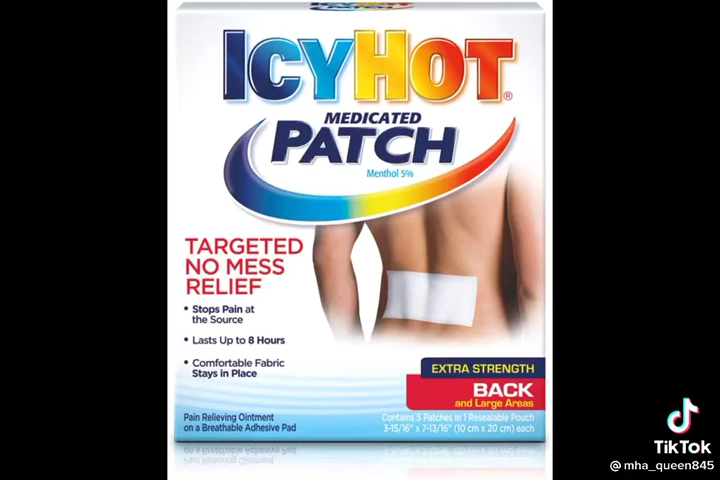 ICYHOT®
MEDICATED
PATCH
Menthol 5%
TARGETED
NO MESS
RELIEF
• Stops Pain at
the Source
• Lasts Up to 8 Hours
• Comfortable Fabric
Stays in Place
EXTRA STRENGTH
BACK
and Large Areas
Pain Relieving Ointment
on a Breathable Adhesive Pad
Contains 5 Patches in 1 Resealable Pouch
3-15/16" x 7-13/16" (10 cm x 20 cm) each
TikTok
@mha_queen845